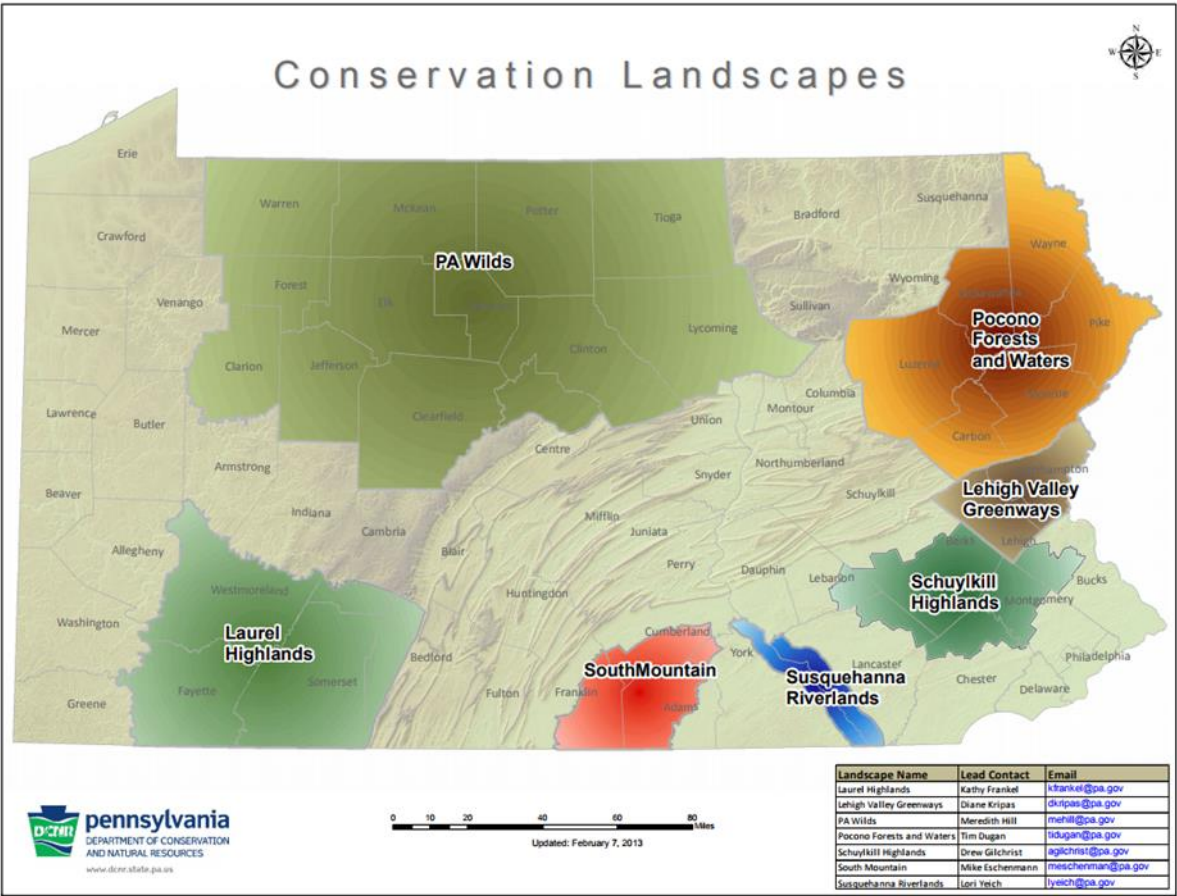 Conservation Landscapes
N
W E
S
Erie
Warren
McKean
Potter
Tioga
Bradford
Susquehanna
Wayne
Crawford
PA Wilds
Forest
Elk
Venango
Wyoming
Sullivan
Mercer
Lycoming
Clinton
Pocono
Forests
and Waters
Pike
Clarion
Jefferson
Luzerne
Monroe
Columbia
Lawrence
Butler
Clearfield
Union
Montour
Carbon
Centre
Armstrong
Snyder
Northumberland
Northampton
Beaver
Schuylkill
Lehigh Valley
Greenways
Indiana
Cambria
Mifflin
Juniata
Allegheny
Blair
Berks
Lehigh
Perry
Dauphin
Lebanon
Schuylkill
Highlands
Bucks
Westmoreland
Huntingdon
Montgomery
Washington
Laurel
Highlands
Cumberland
York
Bedford
Lancaster
Philadelphia
SouthMountain
Susquehanna
Riverlands
Fayette
Somerset
Fulton
Franklin
Adams
Chester
Delaware
Greene
Landscape Name Lead Contact Email
Laurel Highlands Kathy Frankel kfrankel@pa.gov
Lehigh Valley Greenways Diane Kripas dkripas@pa.gov
PA Wilds Meredith Hill mehill@pa.gov
Pocono Forests and Waters Tim Dugan tidugan@pa.gov
Schuylkill Highlands Drew Gilchrist agilchrist@pa.gov
South Mountain Mike Eschenmann meschenman@pa.gov
Susquehanna Riverlands Lori Yeich lyeich@pa.gov
DCNR
pennsylvania
DEPARTMENT OF CONSERVATION
AND NATURAL RESOURCES
www.dcnr.state.pa.us
0 10 20 40 60 80
Miles
Updated: February 7, 2013